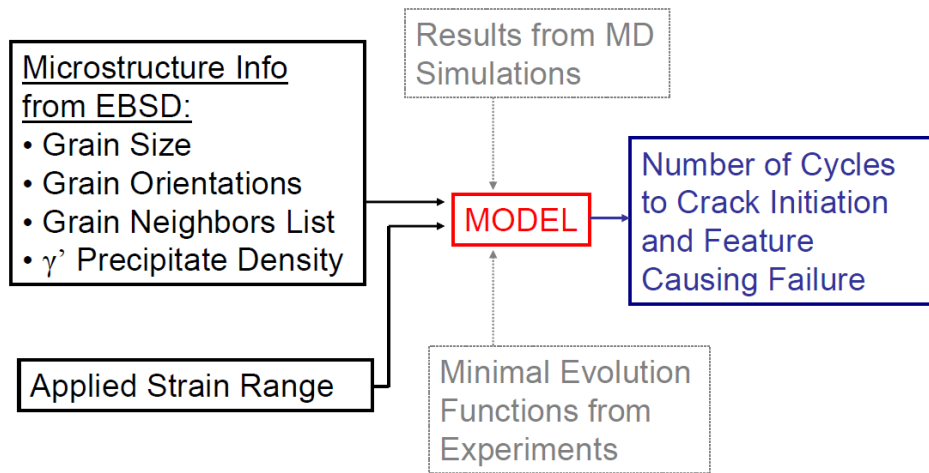 Microstructure Info
from EBSD:
• Grain Size
• Grain Orientations
• Grain Neighbors List
• γ’ Precipitate Density
Applied Strain Range
Results from MD
Simulations
MODEL
Minimal Evolution
Functions from
Experiments
Number of Cycles
to Crack Initiation
and Feature
Causing Failure